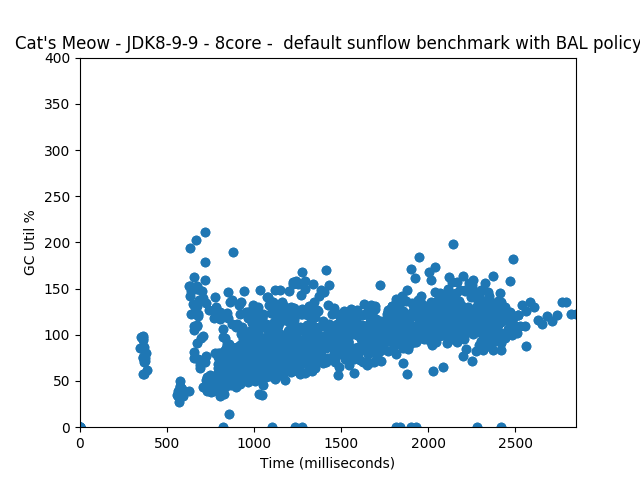 Cat's Meow - JDK8-9-9 - 8core -  default sunflow benchmark with BAL policy
400
350
300
250
200
150
100
50
0
GC Util %
0 500 1000 1500 2000 2500
Time (milliseconds)